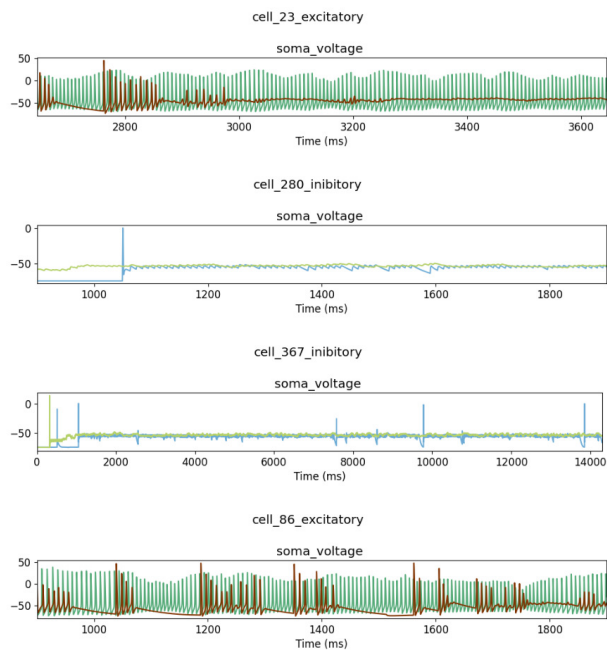 cell_23_excitatory
soma_voltage
50
0
−50
2800 3000 3200 3400 3600
Time (ms)
cell_280_inibitory
soma_voltage
0
−50
1000 1200 1400 1600 1800
Time (ms)
cell_367_inibitory
soma_voltage
0
−50
0 2000 4000 6000 8000 10000 12000 14000
Time (ms)
cell_86_excitatory
soma_voltage
50
0
−50
1000 1200 1400 1600 1800
Time (ms)